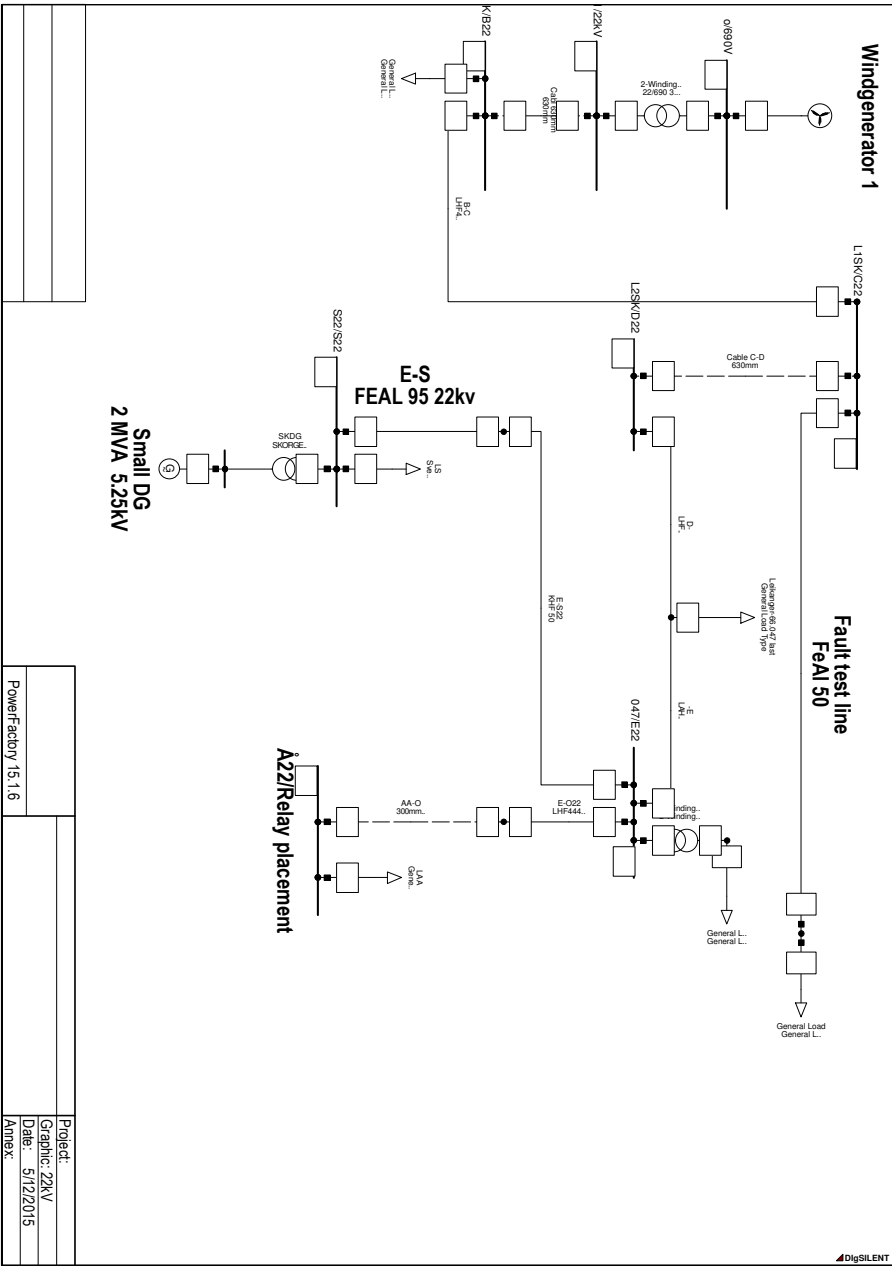 Windgenerator 1
o/690V
/22kV
K/B22
2-Winding..
22/690 3...
630mm
General L..
General L..
B-C
LHF4..
L1SK/C22
L2SK/D22
Cable C-D
630mm
S22/S22
E-S
FEAL 95 22kv
SKDG
SKORGE..
LS
Sve..
G~
Small DG
2 MVA 5.25kV
D-
LHF..
Leikanger-66.047 last
General Load Type
E-S22
KHF 50
-E
LAH..
047/E22
inding..
inding..
Fault test line
FeAl 50
E-O22
LHF444..
AA-O
300mm..
LAA
Gene..
Å22/Relay placement
General L..
General L..
General Load
General L..
PowerFactory 15.1.6
Project:
Graphic: 22kV
Date: 5/12/2015
Annex:
DIgSILENT